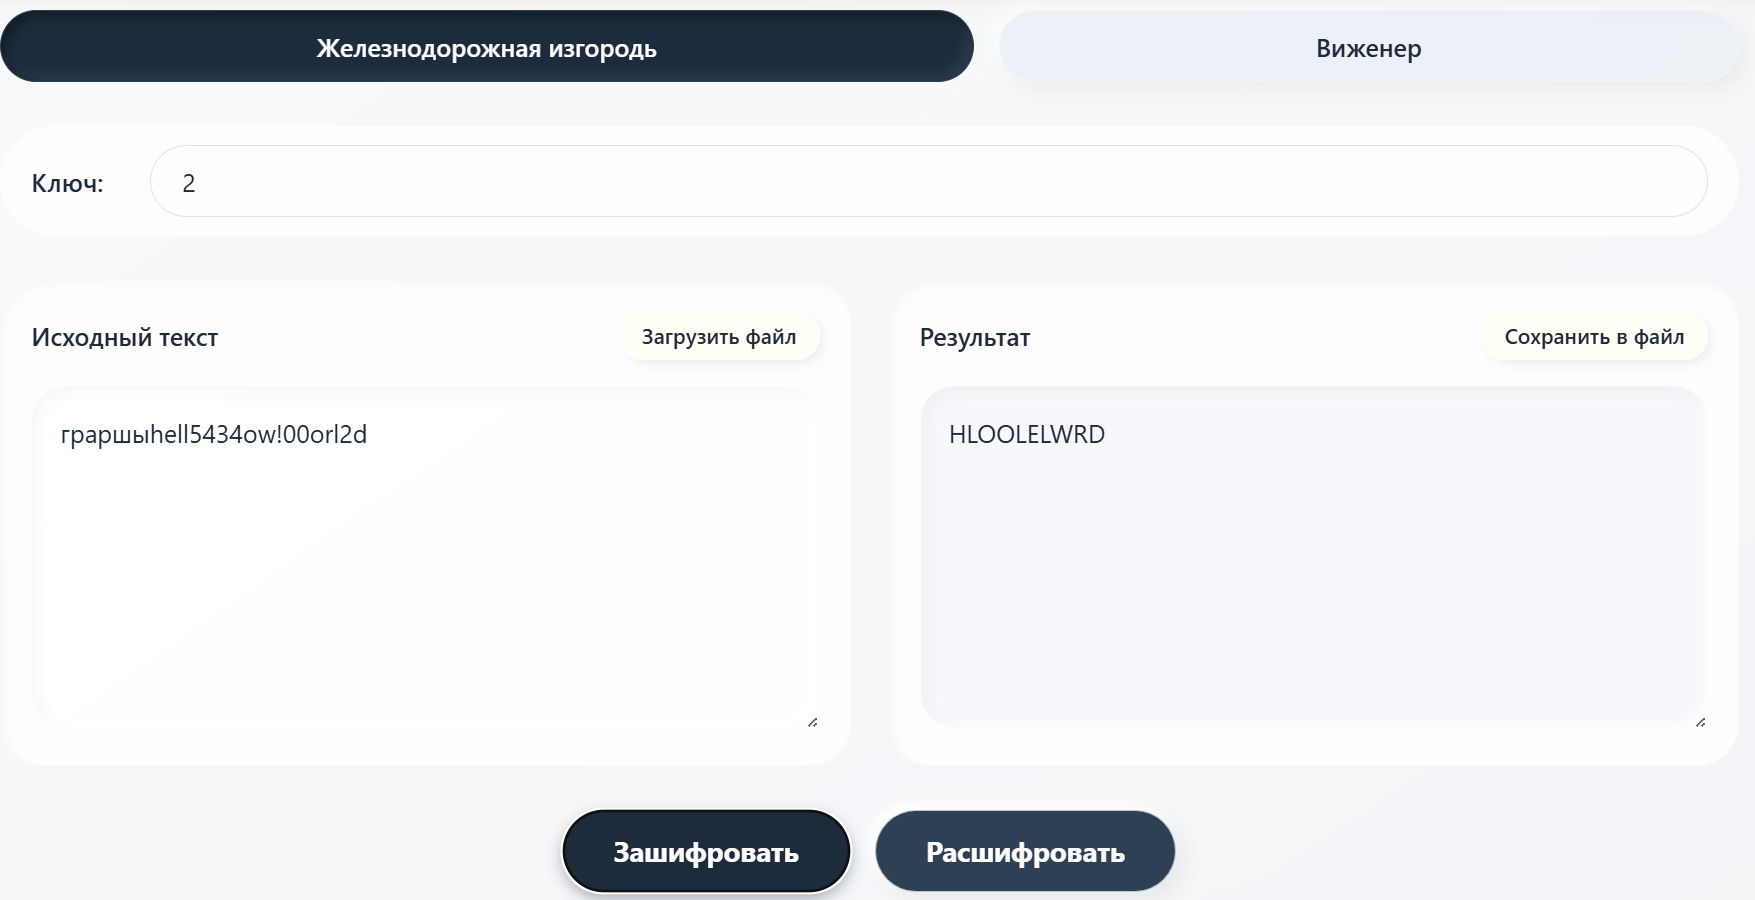 Железнодорожная изгородь
Виженер
Ключ:
2
Исходный текст
Загрузить файл
граршыhell5434ow!00orl2d
Результат
Сохранить в файл
HLOOLELWRD
Зашифровать
Расшифровать